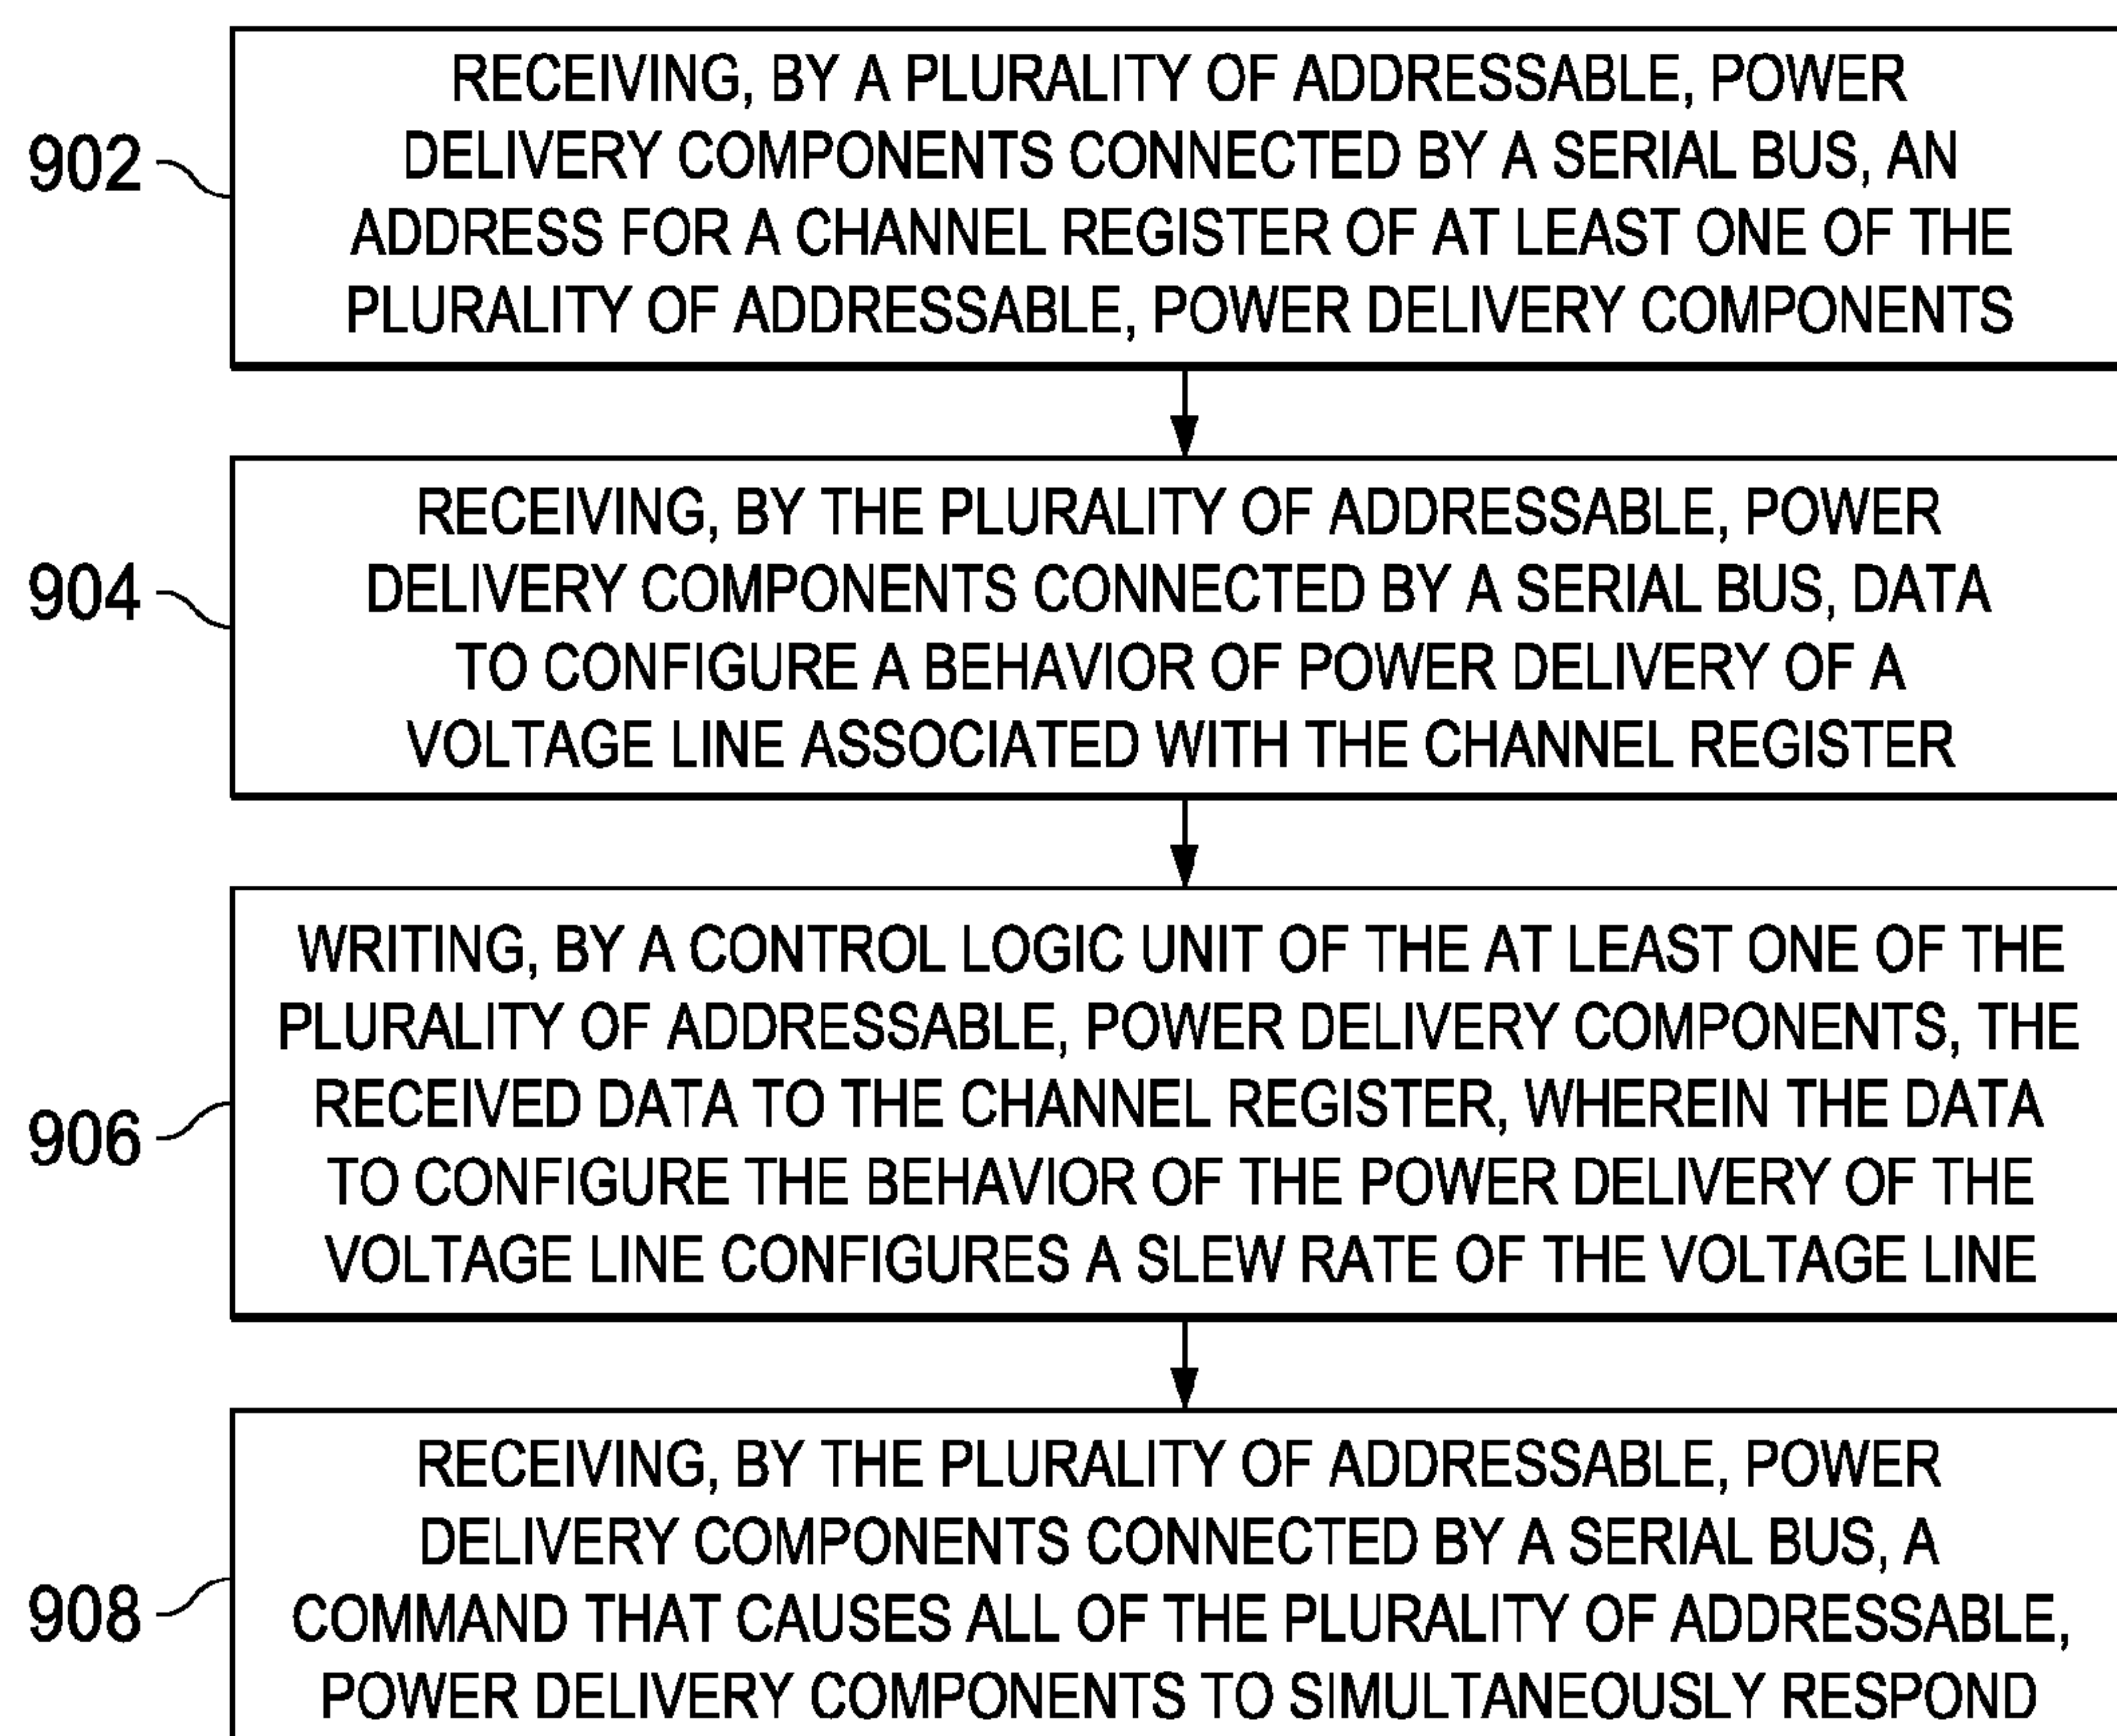 RECEIVING, BY A PLURALITY OF ADDRESSABLE, POWER
DELIVERY COMPONENTS CONNECTED BY A SERIAL BUS, AN
902
ADDRESS FOR A CHANNEL REGISTER OF AT LEAST ONE OF THE
PLURALITY OF ADDRESSABLE, POWER DELIVERY COMPONENTS
RECEIVING, BY THE PLURALITY OF ADDRESSABLE, POWER
904
DELIVERY COMPONENTS CONNECTED BY A SERIAL BUS, DATA
TO CONFIGURE A BEHAVIOR OF POWER DELIVERY OF A
VOLTAGE LINE ASSOCIATED WITH THE CHANNEL REGISTER
WRITING, BY A CONTROL LOGIC UNIT OF THE AT LEAST ONE OF THE
PLURALITY OF ADDRESSABLE, POWER DELIVERY COMPONENTS, THE
RECEIVED DATA TO THE CHANNEL REGISTER, WHEREIN THE DATA
906
TO CONFIGURE THE BEHAVIOR OF THE POWER DELIVERY OF THE
VOLTAGE LINE CONFIGURES A SLEW RATE OF THE VOLTAGE LINE
RECEIVING, BY THE PLURALITY OF ADDRESSABLE, POWER
DELIVERY COMPONENTS CONNECTED BY A SERIAL BUS, A
908
COMMAND THAT CAUSES ALL OF THE PLURALITY OF ADDRESSABLE,
POWER DELIVERY COMPONENTS TO SIMULTANEOUSLY RESPOND